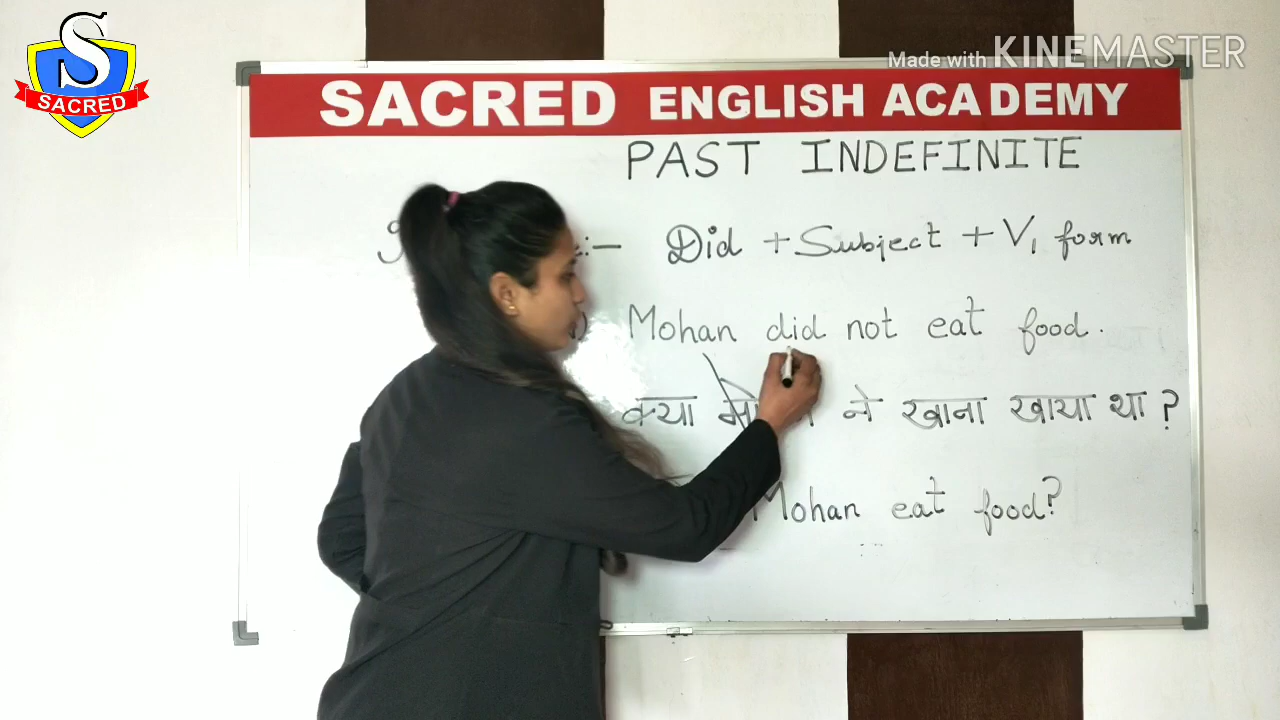 S
SACRED
Made with KINEMASTER
SACRED ENGLISH ACADEMY
PAST INDEFINITE
:- Did + Subject + V1 form
Mohan did not eat food.
क्या ने खाना खाया था ?
Mohan eat food?